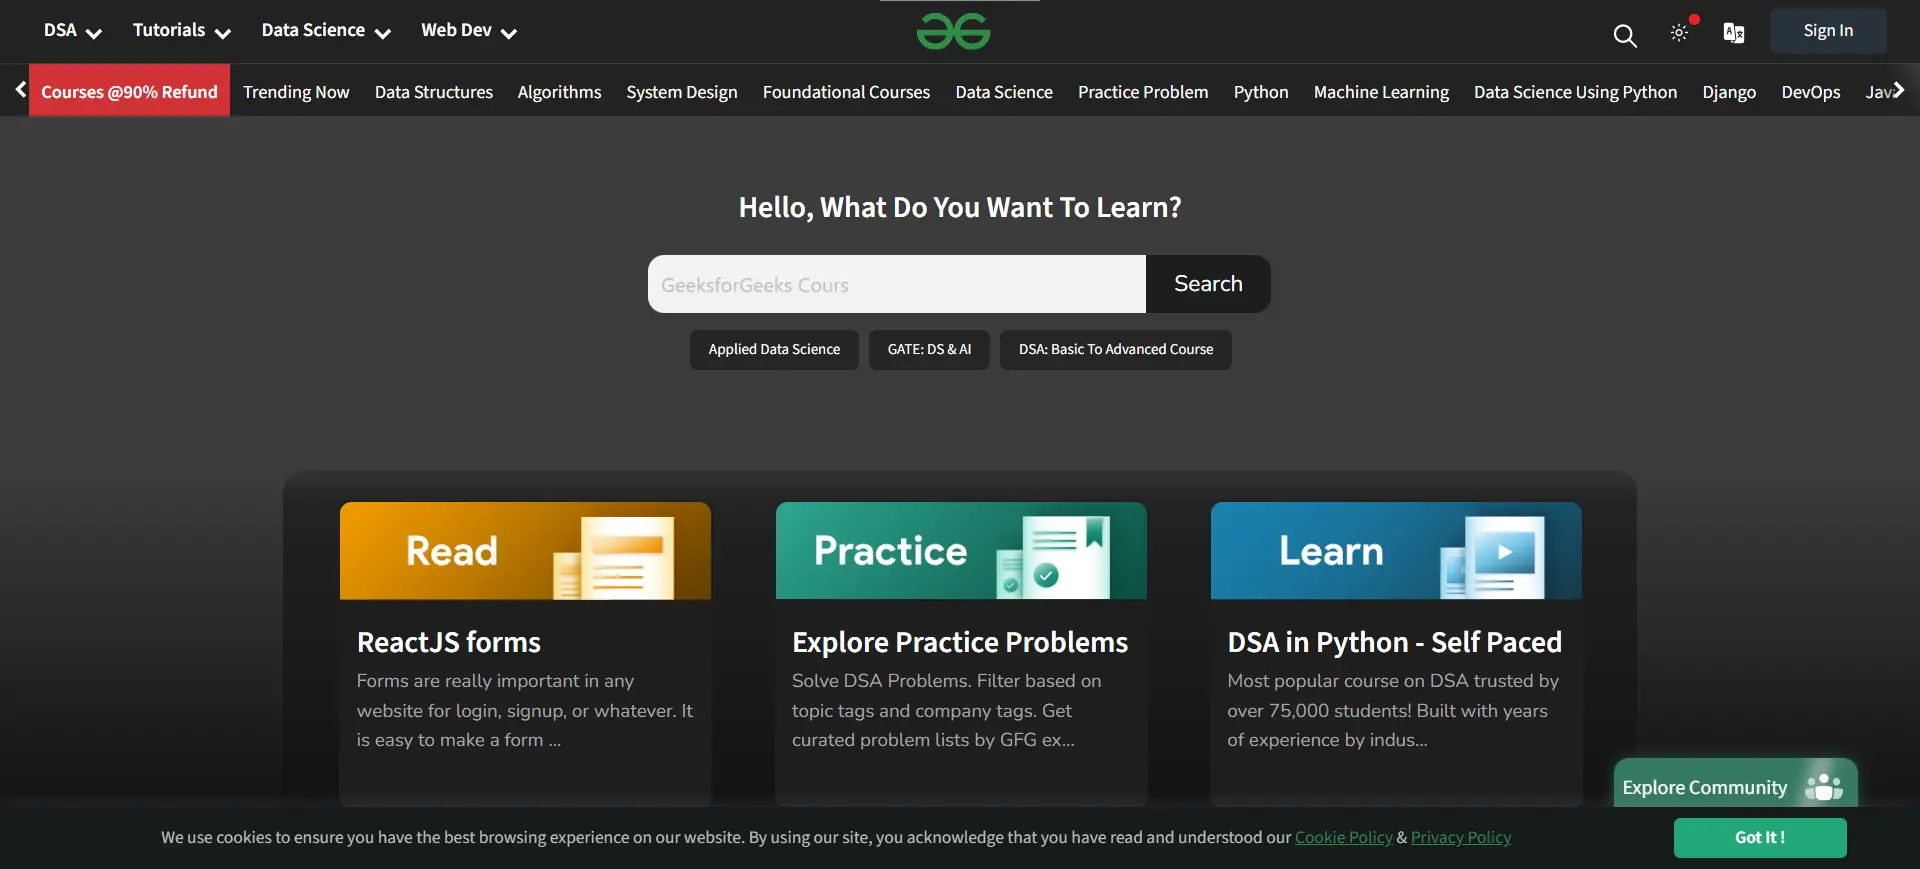 DSA Tutorials Data Science Web Dev Sign In
Courses @90% Refund Trending Now Data Structures Algorithms System Design Foundational Courses Data Science Practice Problem Python Machine Learning Data Science Using Python Django DevOps
Hello, What Do You Want To Learn?
GeeksforGeeks Cours Search
Applied Data Science GATE: DS & AI DSA: Basic To Advanced Course
Read
Practice
Learn
ReactJS forms
Forms are really important in any
website for login, signup, or whatever. It
is easy to make a form ...
Explore Practice Problems
Solve DSA Problems. Filter based on
topic tags and company tags. Get
curated problem lists by GFG ex...
DSA in Python - Self Paced
Most popular course on DSA trusted by
over 75,000 students! Built with years
of experience by indus...
Explore Community
We use cookies to ensure you have the best browsing experience on our website. By using our site, you acknowledge that you have read and understood our Cookie Policy & Privacy Policy
Got It !